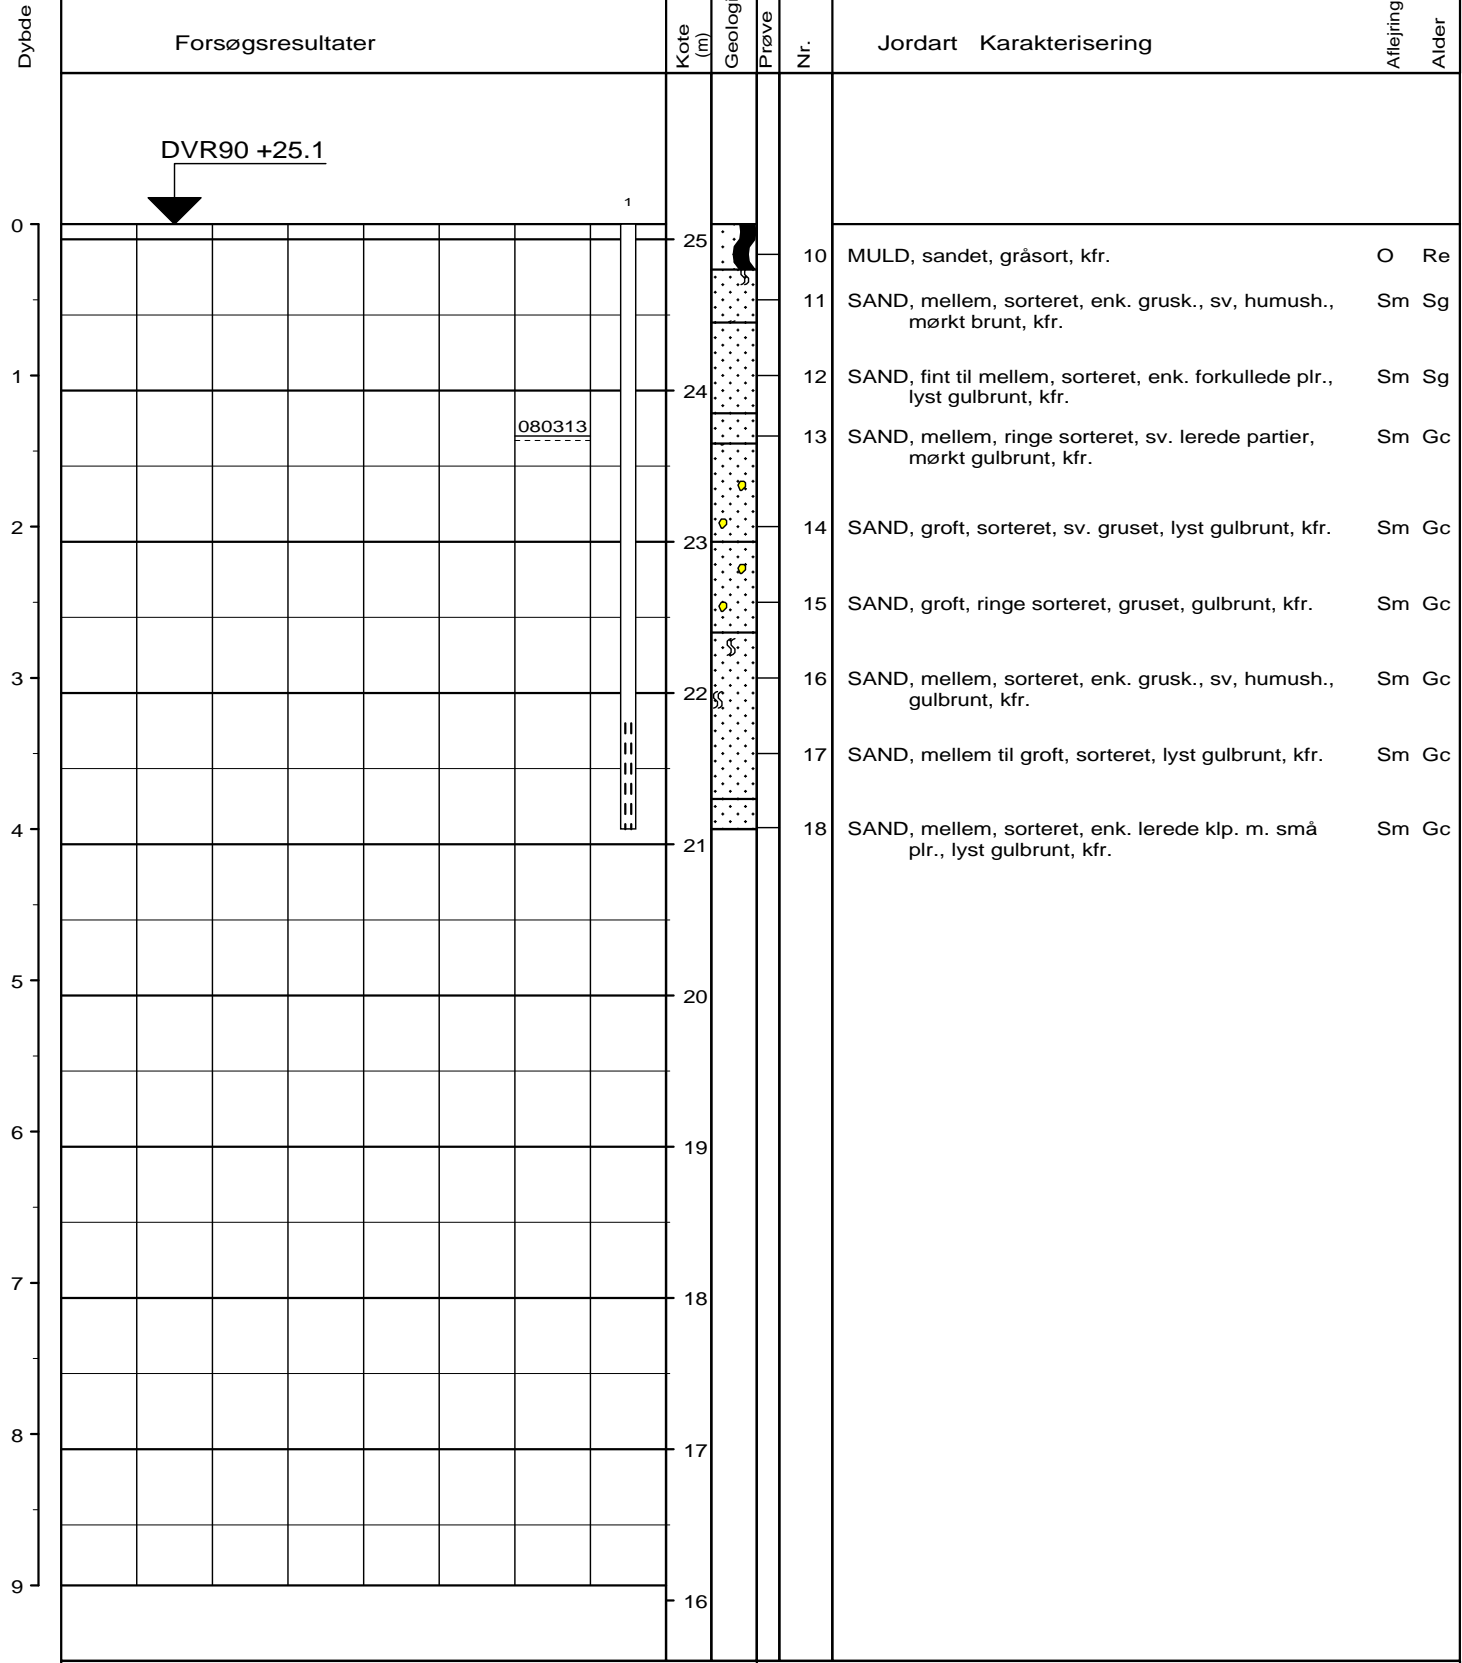 Dybde
Forsøgsresultater
Kote
(m)
Geologi
Prøve
Nr.
Jordart Karakterisering
Aflejring
Alder
DVR90 +25.1
1
0
25
10 MULD, sandet, gråsort, kfr. O Re
11 SAND, mellem, sorteret, enk. grusk., sv, humush., Sm Sg
mørkt brunt, kfr.
1
24
12 SAND, fint til mellem, sorteret, enk. forkullede plr., Sm Sg
lyst gulbrunt, kfr.
080313
13 SAND, mellem, ringe sorteret, sv. lerede partier, Sm Gc
mørkt gulbrunt, kfr.
2
23
14 SAND, groft, sorteret, sv. gruset, lyst gulbrunt, kfr. Sm Gc
15 SAND, groft, ringe sorteret, gruset, gulbrunt, kfr. Sm Gc
3
22
16 SAND, mellem, sorteret, enk. grusk., sv, humush., Sm Gc
gulbrunt, kfr.
17 SAND, mellem til groft, sorteret, lyst gulbrunt, kfr. Sm Gc
4
21
18 SAND, mellem, sorteret, enk. lerede klp. m. små Sm Gc
plr., lyst gulbrunt, kfr.
5
20
6
19
7
18
8
17
9
16